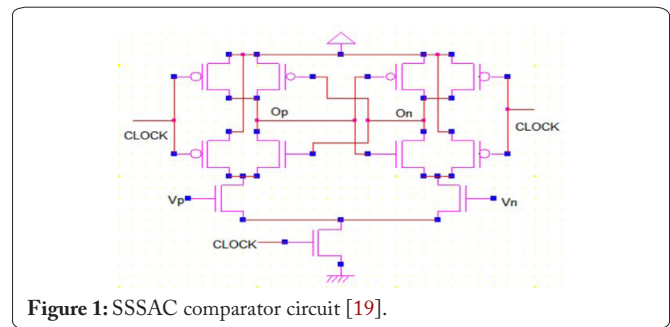 Op
On
CLOCK
CLOCK
Vp
Vn
CLOCK
Figure 1: SSSAC comparator circuit [19].